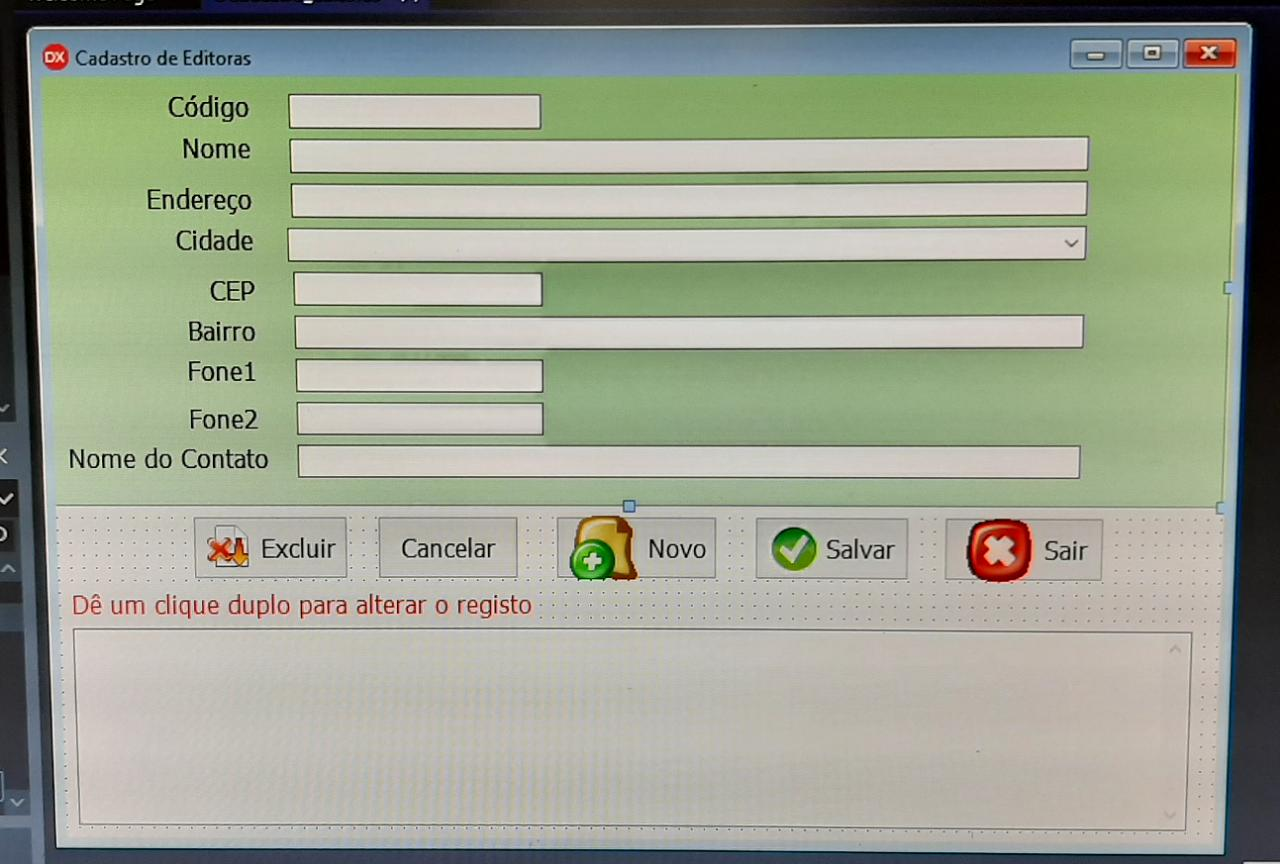 DX Cadastro de Editoras
Código
Nome
Endereço
Cidade
CEP
Bairro
Fone1
Fone2
Nome do Contato
Excluir Cancelar Novo Salvar Sair
Dê um clique duplo para alterar o registo